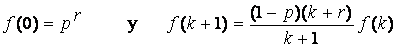 f(0) = p^r y f(k+1) = \frac{(1-p)(k+r)}{k+1} f(k)